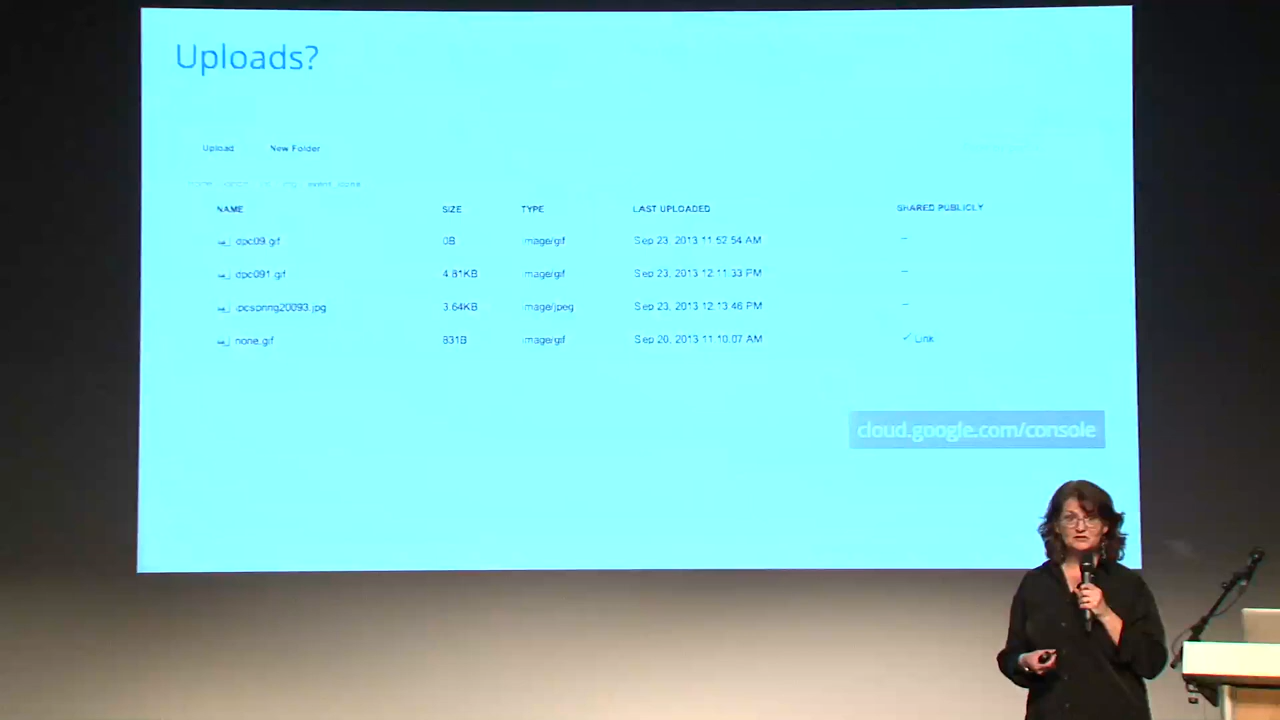 Uploads?
Upload New Folder
NAME SIZE TYPE LAST UPLOADED SHARED PUBLICLY
dpc09.gif 0B image/gif Sep 23, 2013 11:52:54 AM –
dpc091.gif 4.81KB image/gif Sep 23, 2013 12:11:33 PM –
ipcspring20093.jpg 3.64KB image/jpeg Sep 23, 2013 12:13:46 PM –
none.gif 831B image/gif Sep 20, 2013 11:10:07 AM ✓ Link
cloud.google.com/console